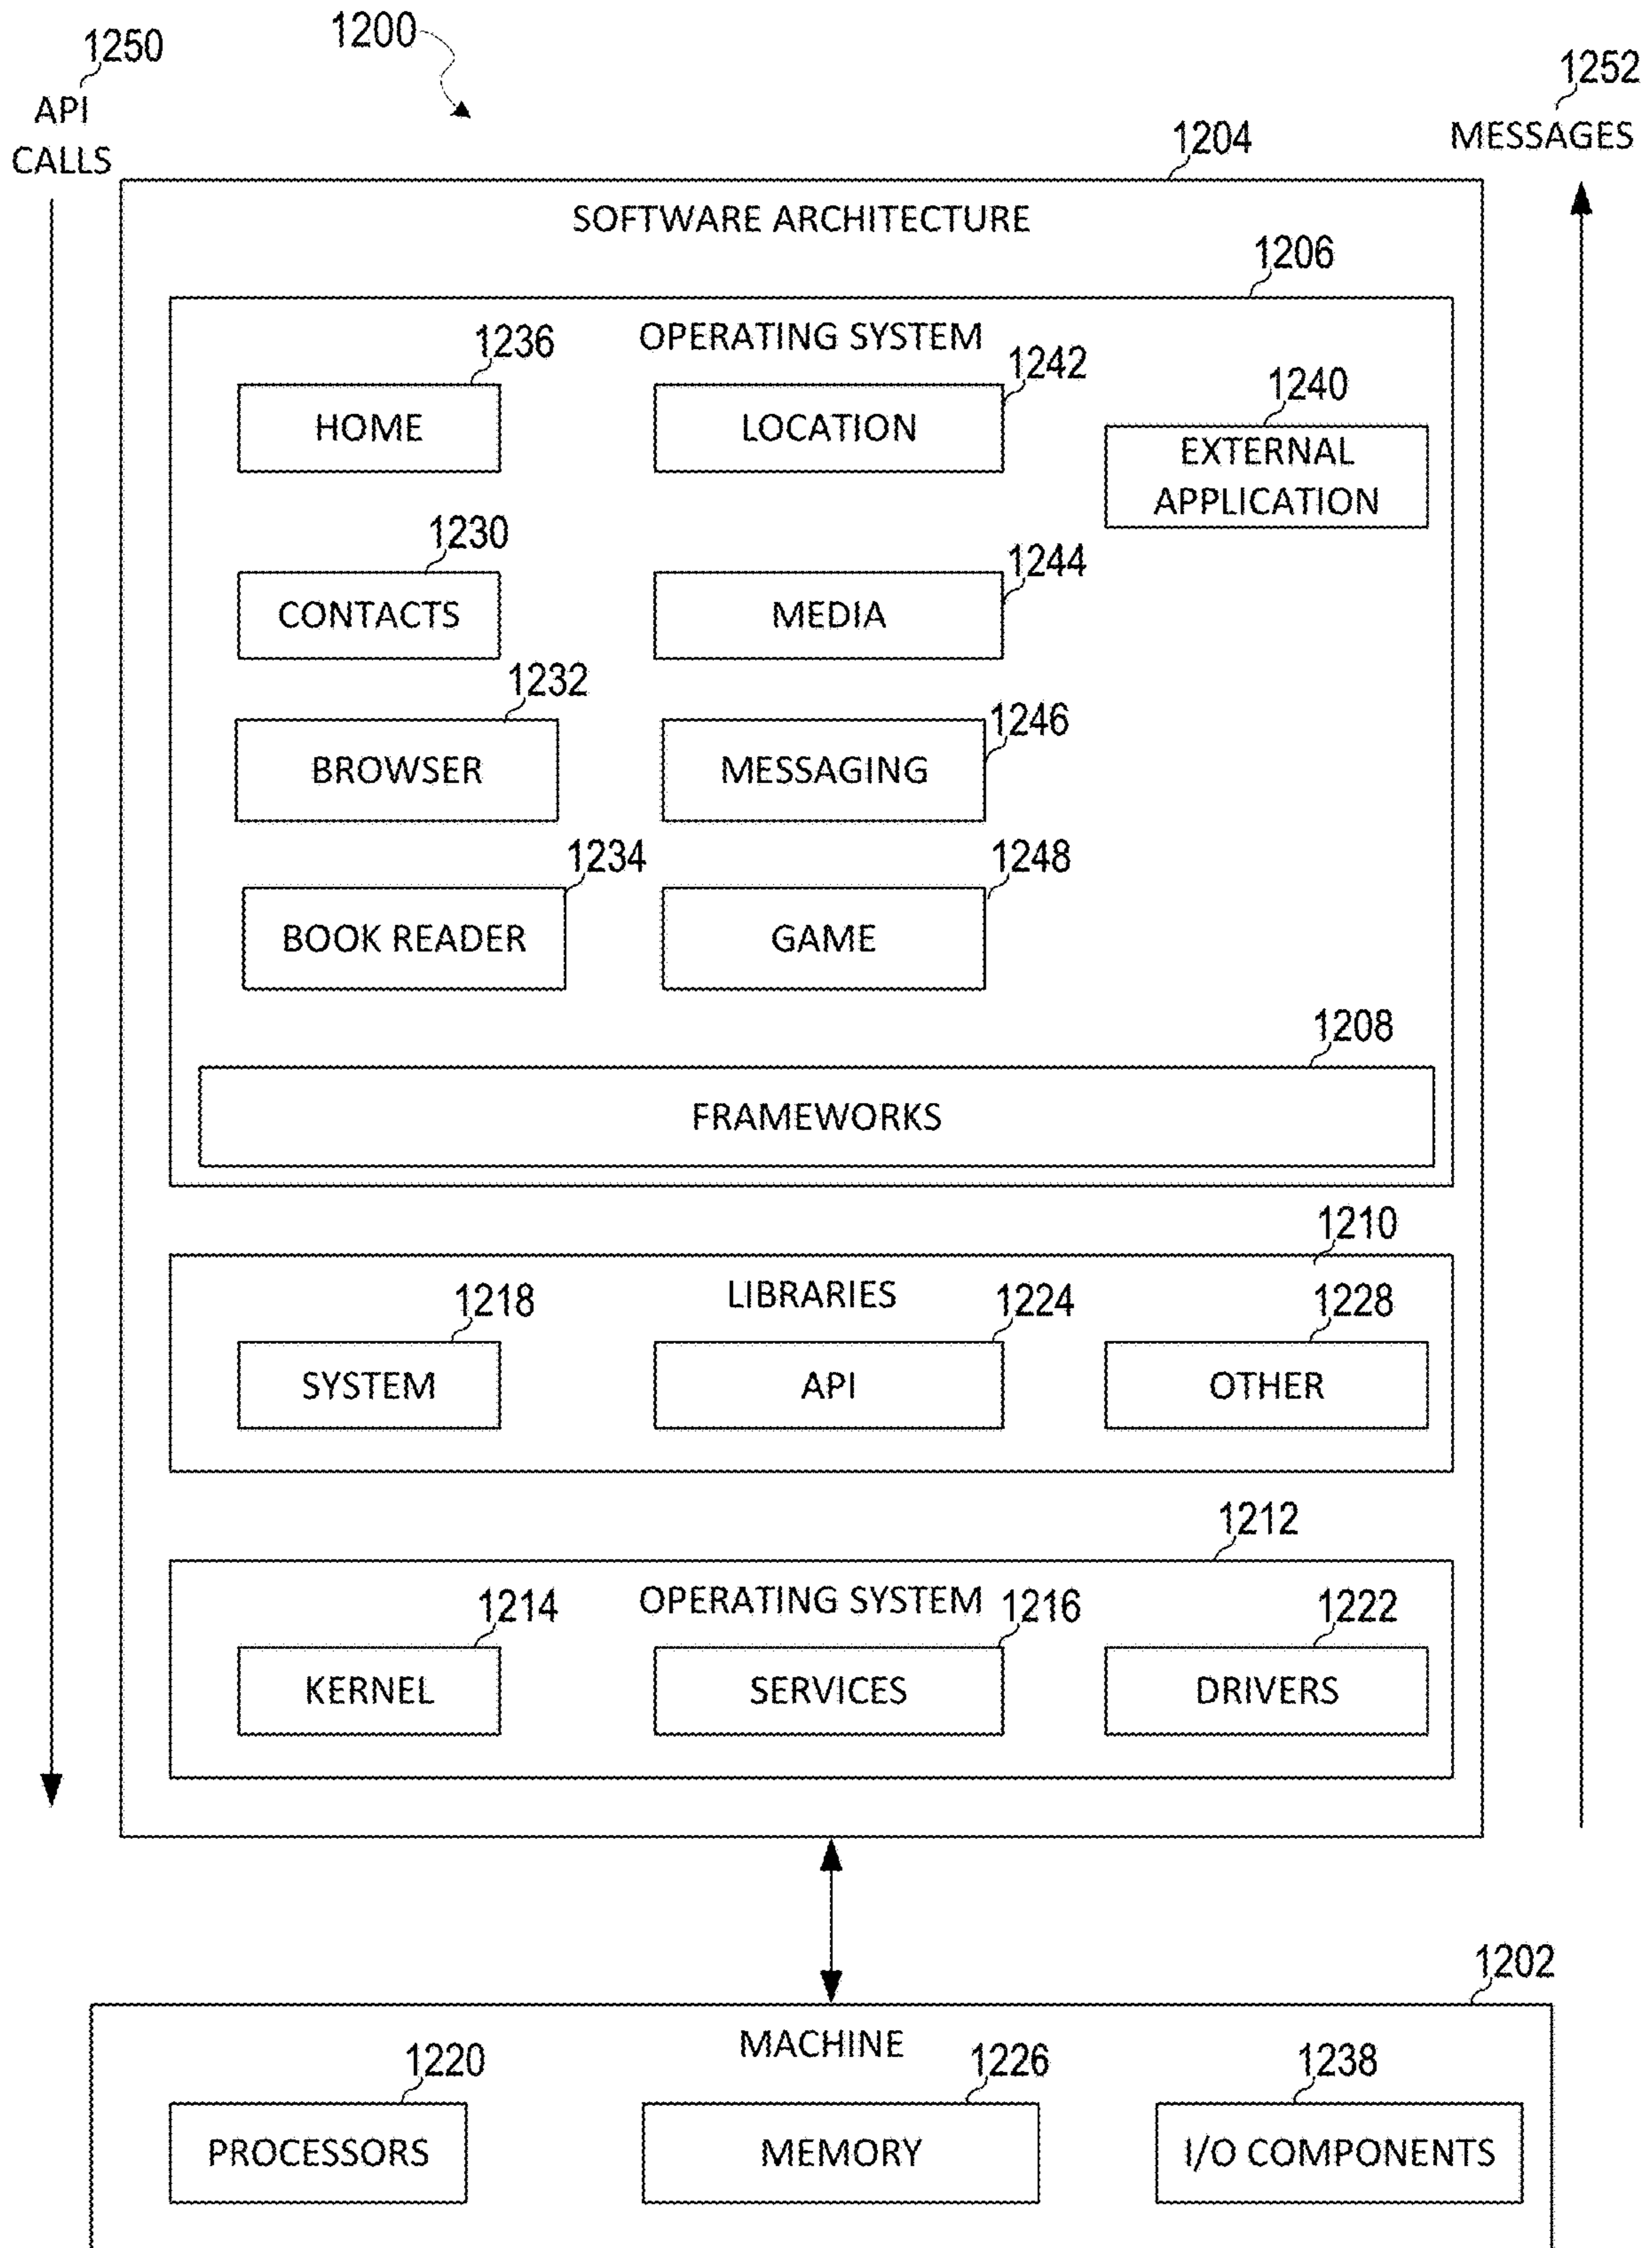 1200
1250
API
CALLS
1252
MESSAGES
1204
SOFTWARE ARCHITECTURE
1206
OPERATING SYSTEM
1236
HOME
1242
LOCATION
1240
EXTERNAL
APPLICATION
1230
CONTACTS
1244
MEDIA
1232
BROWSER
1246
MESSAGING
1234
BOOK READER
1248
GAME
1208
FRAMEWORKS
1210
LIBRARIES
1218
SYSTEM
1224
API
1228
OTHER
1212
OPERATING SYSTEM
1214
KERNEL
1216
SERVICES
1222
DRIVERS
1202
MACHINE
1220
PROCESSORS
1226
MEMORY
1238
I/O COMPONENTS